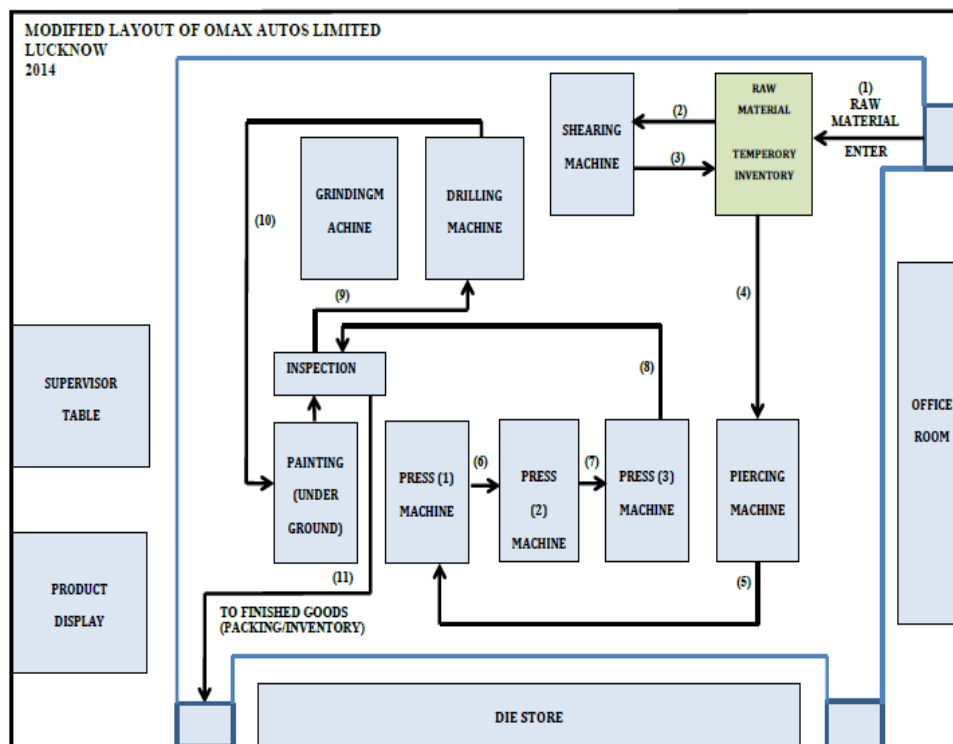 MODIFIED LAYOUT OF OMAX AUTOS LIMITED
LUCKNOW
2014
SHEARING
MACHINE
(2)
(3)
RAW
MATERIAL
TEMPERORY
INVENTORY
(1)
RAW
MATERIAL
ENTER
(10)
GRINDINGM
ACHINE
DRILLING
MACHINE
(9)
(4)
INSPECTION
(8)
SUPERVISOR
TABLE
OFFICE
ROOM
PAINTING
(UNDER
GROUND)
PRESS (1)
MACHINE
(6)
PRESS
(2)
MACHINE
(7)
PRESS (3)
MACHINE
PIERCING
MACHINE
(5)
(11)
PRODUCT
DISPLAY
TO FINISHED GOODS
(PACKING/INVENTORY)
DIE STORE